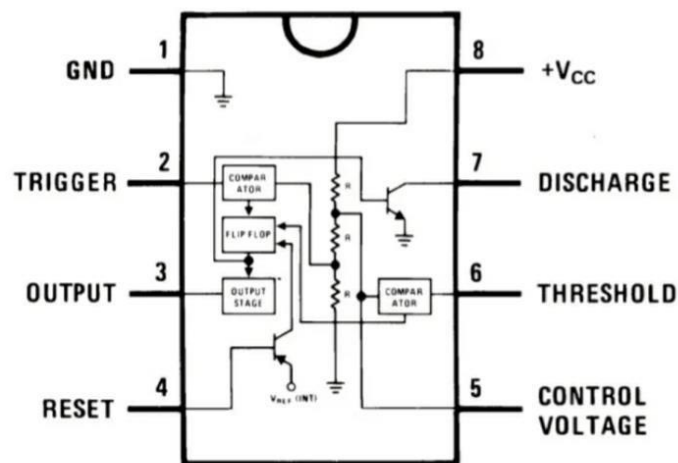 1
GND
8
+VCC
2
TRIGGER
COMPAR
ATOR
R
7
DISCHARGE
FLIP FLOP
R
3
OUTPUT
OUTPUT
STAGE
R
COMPAR
ATOR
6
THRESHOLD
4
RESET
VREF (INT)
5
CONTROL
VOLTAGE